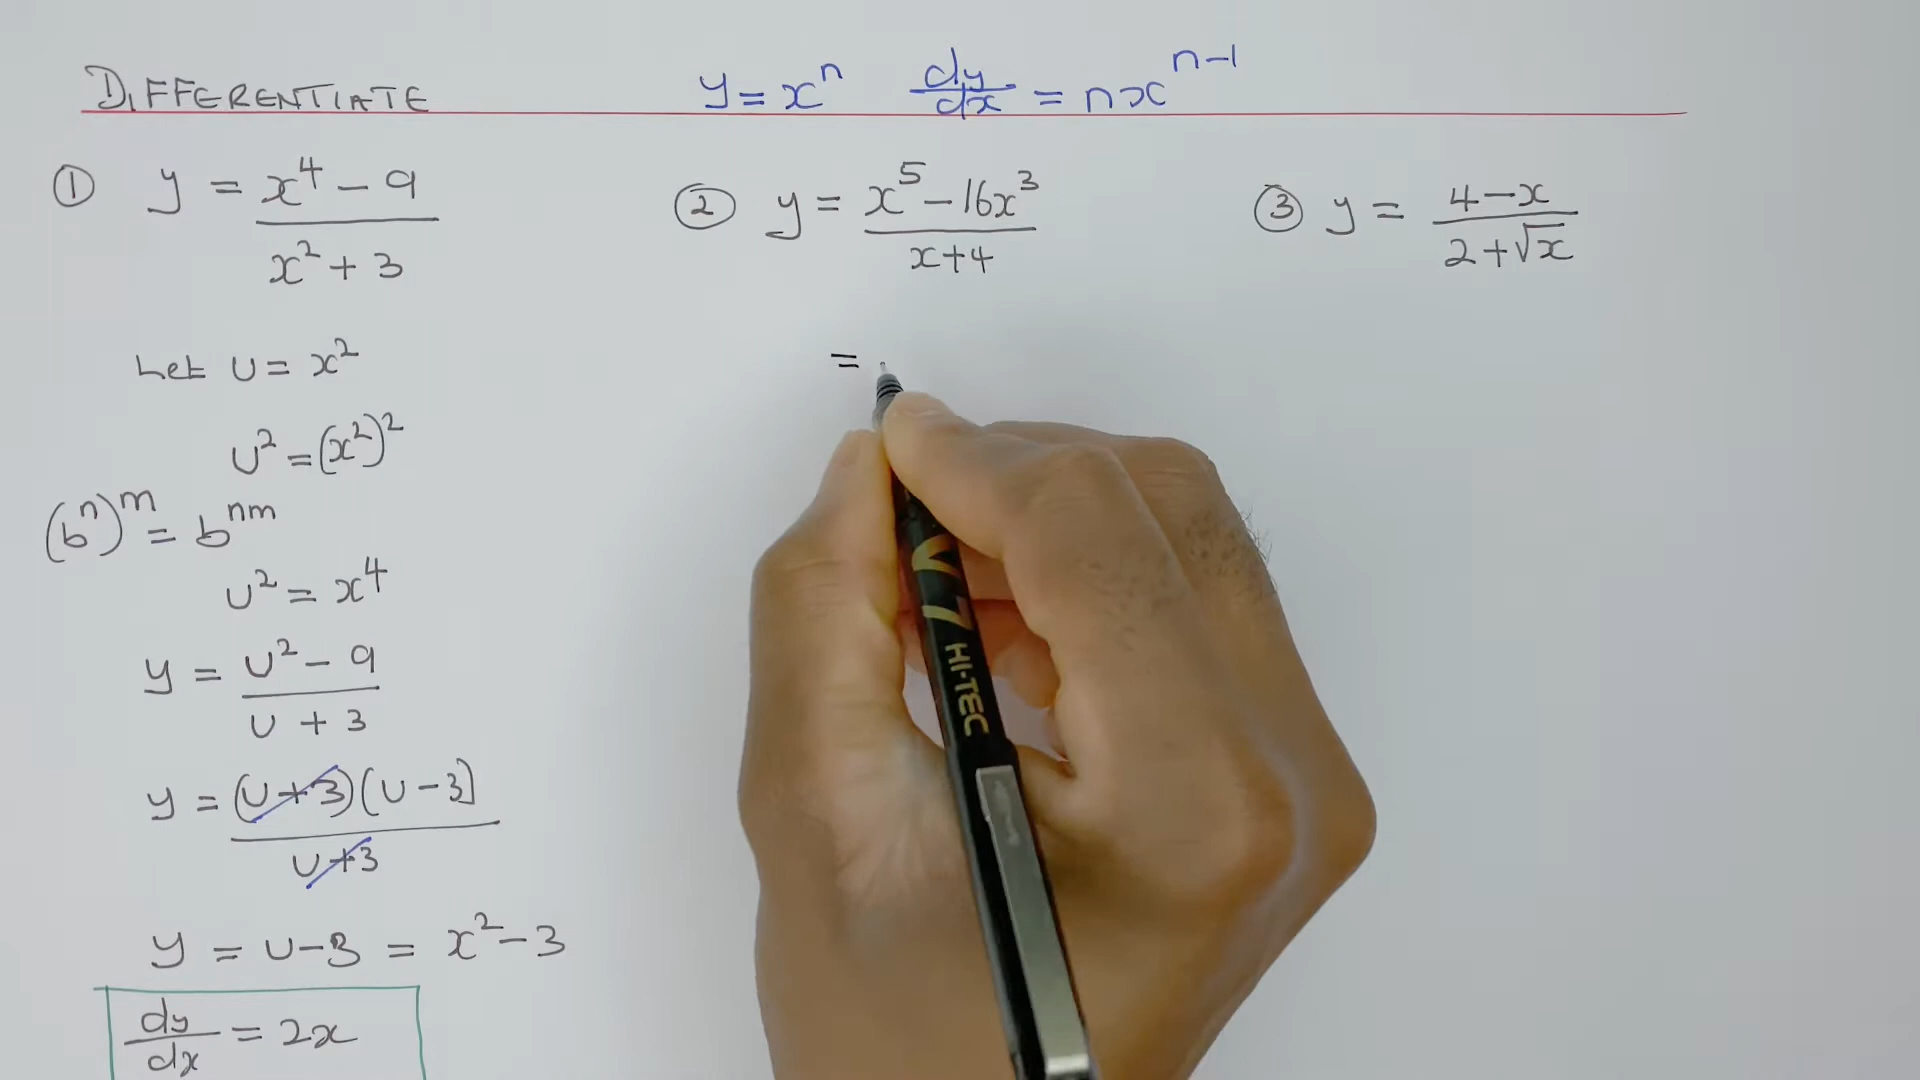 DIFFERENTIATE y = x^n dy/dx = nx^(n-1)
① y = (x^4 - 9)/(x^2 + 3)
Let u = x^2
u^2 = (x^2)^2
(b^n)^m = b^(nm)
u^2 = x^4
y = (u^2 - 9)/(u + 3)
y = (u+3)(u-3)/(u+3)
y = u-3 = x^2-3
dy/dx = 2x
② y = (x^5 - 16x^3)/(x+4)
=
③ y = (4-x)/(2+√x)
V7 HI-TEC